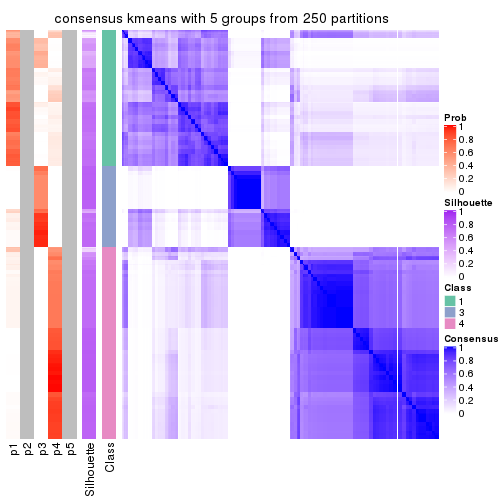 consensus kmeans with 5 groups from 250 partitions
Prob
1
0.8
0.6
0.4
0.2
0
Silhouette
1
0.8
0.6
0.4
0.2
0
Class
1
3
4
Consensus
1
0.8
0.6
0.4
0.2
0
p1
p2
p3
p4
p5
Silhouette
Class